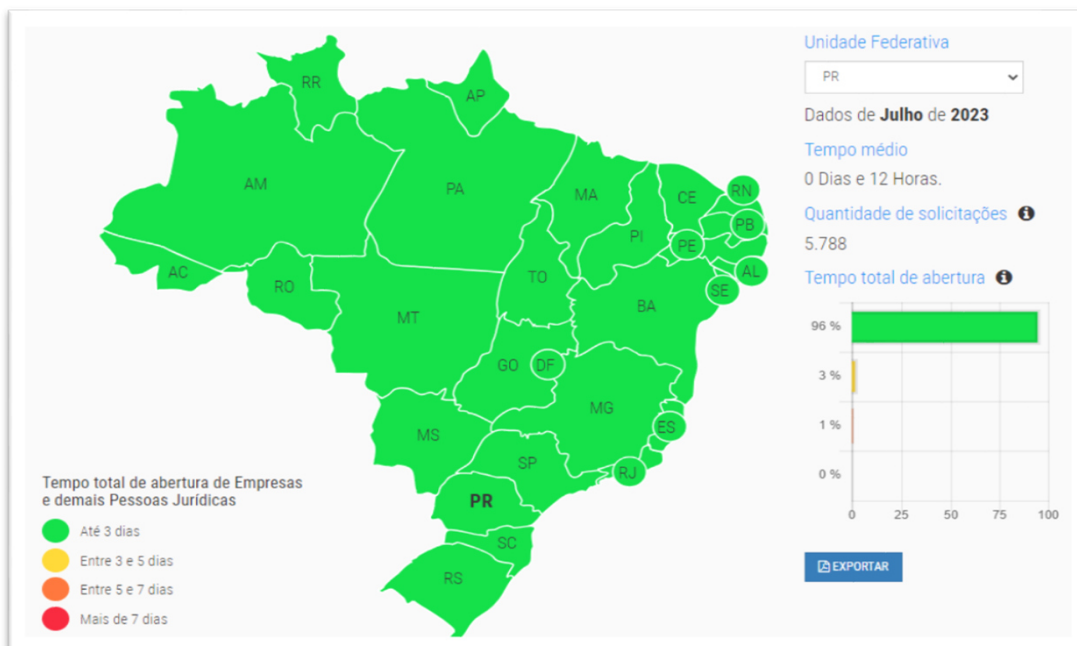 RR
AP
AM
PA
MA
CE
RN
PB
PI
PE
AC
RO
TO
AL
SE
BA
MT
GO
DF
MG
MS
ES
SP
RJ
PR
SC
RS
Tempo total de abertura de Empresas
e demais Pessoas Jurídicas
Até 3 dias
Entre 3 e 5 dias
Entre 5 e 7 dias
Mais de 7 dias
Unidade Federativa
PR
Dados de Julho de 2023
Tempo médio
0 Dias e 12 Horas.
Quantidade de solicitações
5.788
Tempo total de abertura
96 %
3 %
1 %
0 %
0 25 50 75 100
EXPORTAR